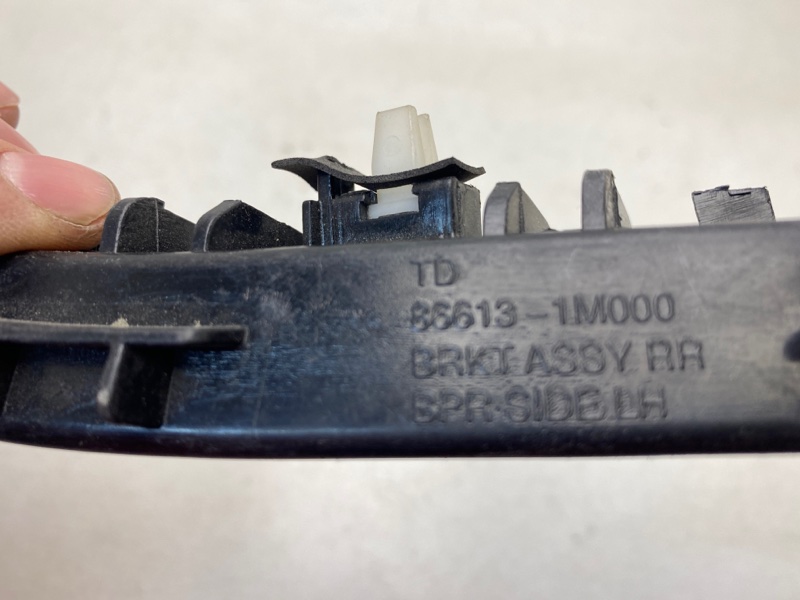 TD
86613-1M000
BRKT ASSY RR
BPR SIDE LH